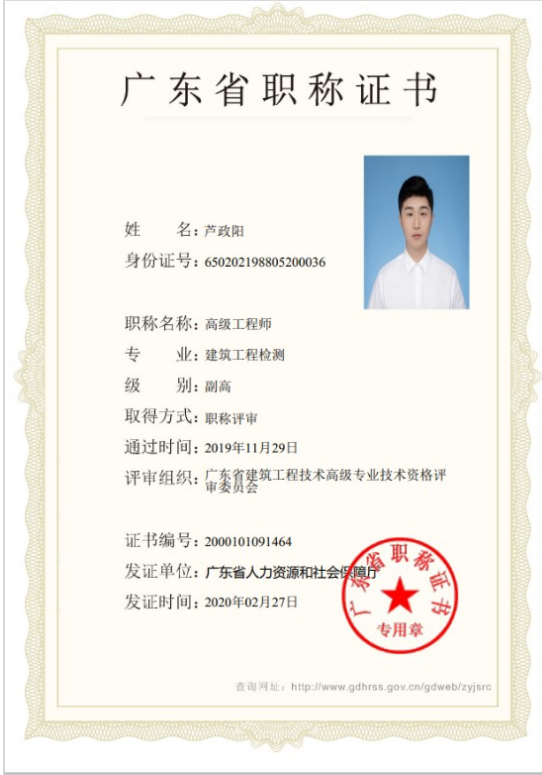 广东省职称证书
姓 名：芦政阳
身份证号：650202198805200036
职称名称：高级工程师
专 业：建筑工程检测
级 别：副高
取得方式：职称评审
通过时间：2019年11月29日
评审组织：广东省建筑工程技术高级专业技术资格评
审委员会
证书编号：2000101091464
发证单位：广东省人力资源和社会保障厅
发证时间：2020年02月27日
广东省职称证书
专用章
查询网址：http://www.gdhrss.gov.cn/gdweb/zyjsrc